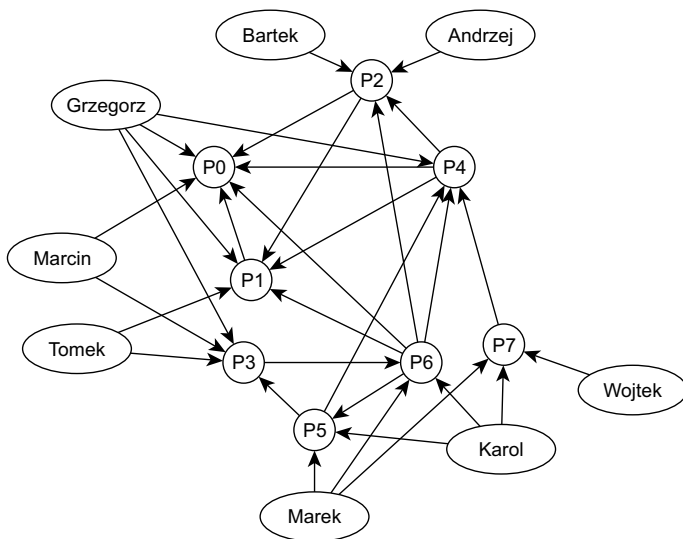 Bartek
Andrzej
P2
Grzegorz
P0
P4
Marcin
P1
Tomek
P3
P6
P7
Wojtek
P5
Karol
Marek